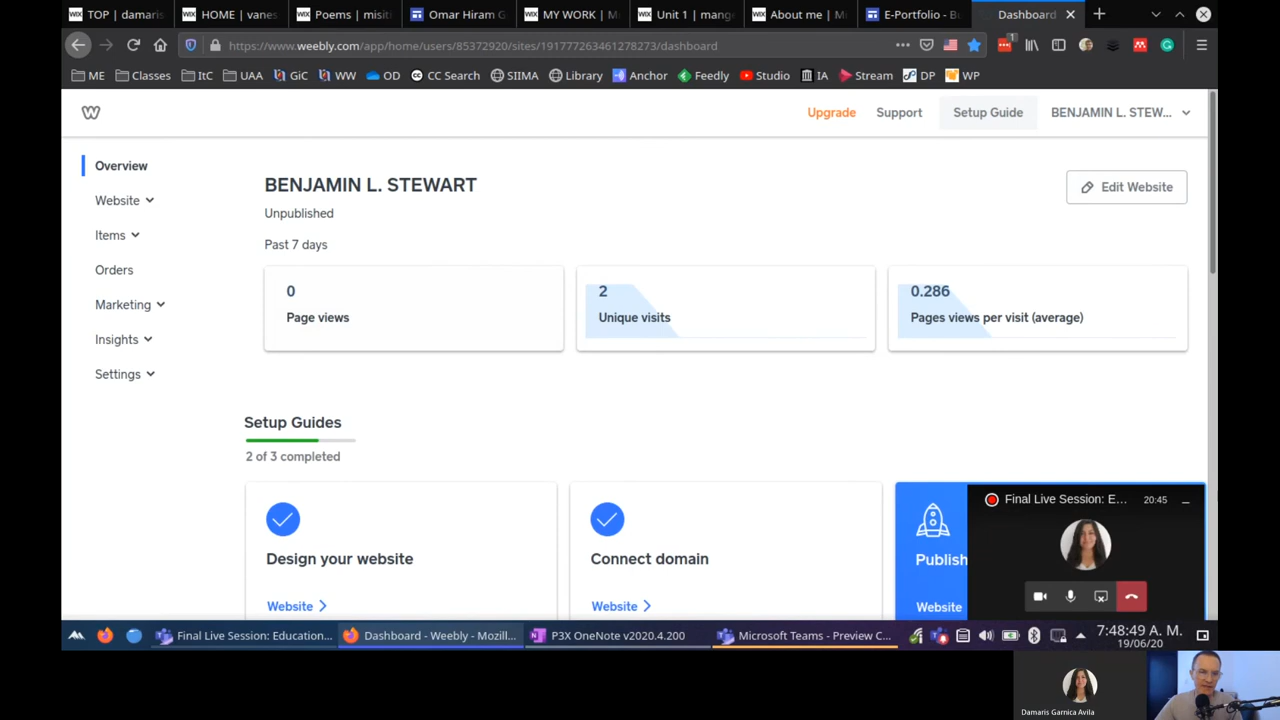 TOP | damaris
HOME | vanes
Poems | misiti
Omar Hiram G
MY WORK | M
Unit 1 | mang
About me | M
E-Portfolio - B
Dashboard
https://www.weebly.com/app/home/users/85372920/sites/191777263461278273/dashboard
1
ME
Classes
ItC
UAA
GiC
WW
OD
CC Search
SIIMA
Library
Anchor
Feedly
Studio
IA
Stream
DP
WP
Upgrade
Support
Setup Guide
BENJAMIN L. STEW...
Overview
Website
Items
Orders
Marketing
Insights
Settings
BENJAMIN L. STEWART
Edit Website
Unpublished
Past 7 days
0
Page views
2
Unique visits
0.286
Pages views per visit (average)
Setup Guides
2 of 3 completed
Design your website
Website
Connect domain
Website
Publish
Website
Final Live Session: E...
20:45
Final Live Session: Education...
Dashboard - Weebly - Mozill...
P3X OneNote v2020.4.200
Microsoft Teams - Preview C...
7:48:49 A. M.
19/06/20
Damaris Garnica Avila